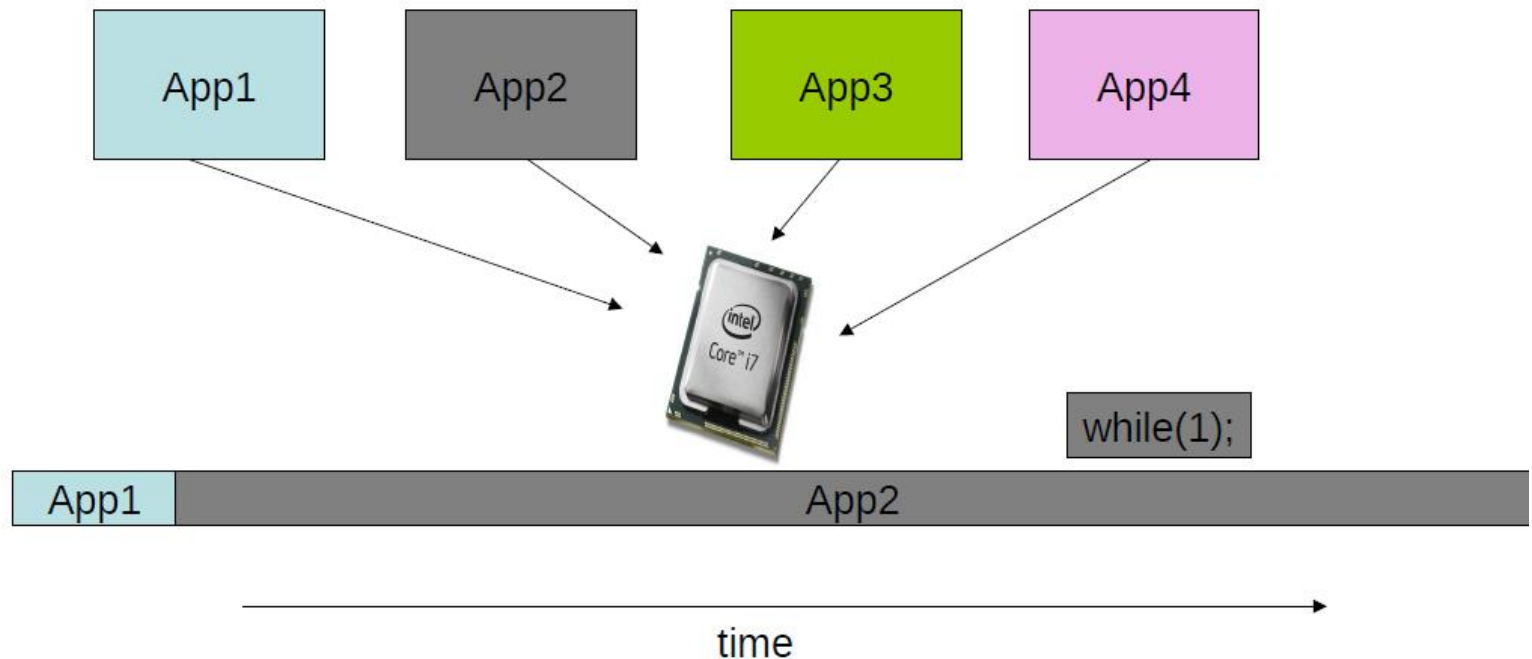 App1
App2
App3
App4
intel
Core™ i7
while(1);
App1
App2
time